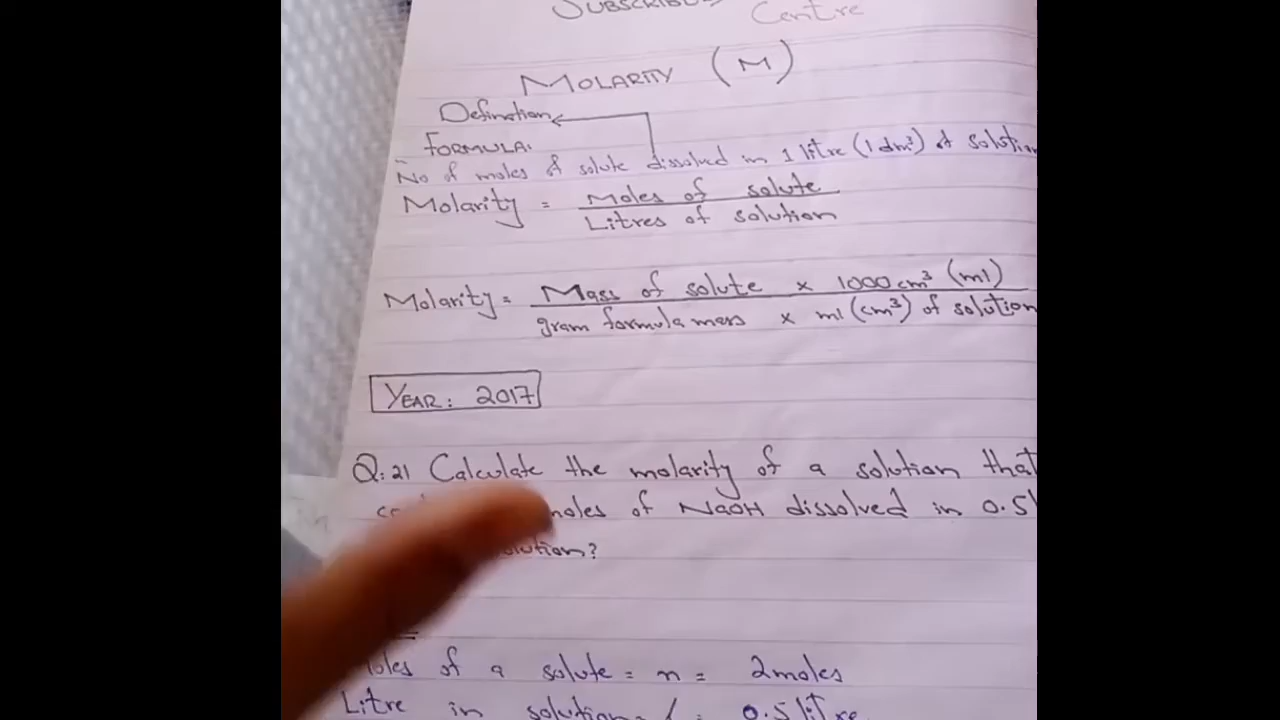 SUBSCRIBE
Centre
MOLARITY (M)
Definition
FORMULA:
No of moles of solute dissolved in 1 litre (1 dm³) of solution
Molarity = Moles of solute
Litres of solution
Molarity = Mass of solute x 1000 cm³ (ml)
gram formula mass x ml (cm³) of solution
YEAR: 2017
Q:21 Calculate the molarity of a solution that
moles of NaOH dissolved in 0.5
solution?
Moles of a solute = n = 2moles
Litre in solution = 0.5 litre